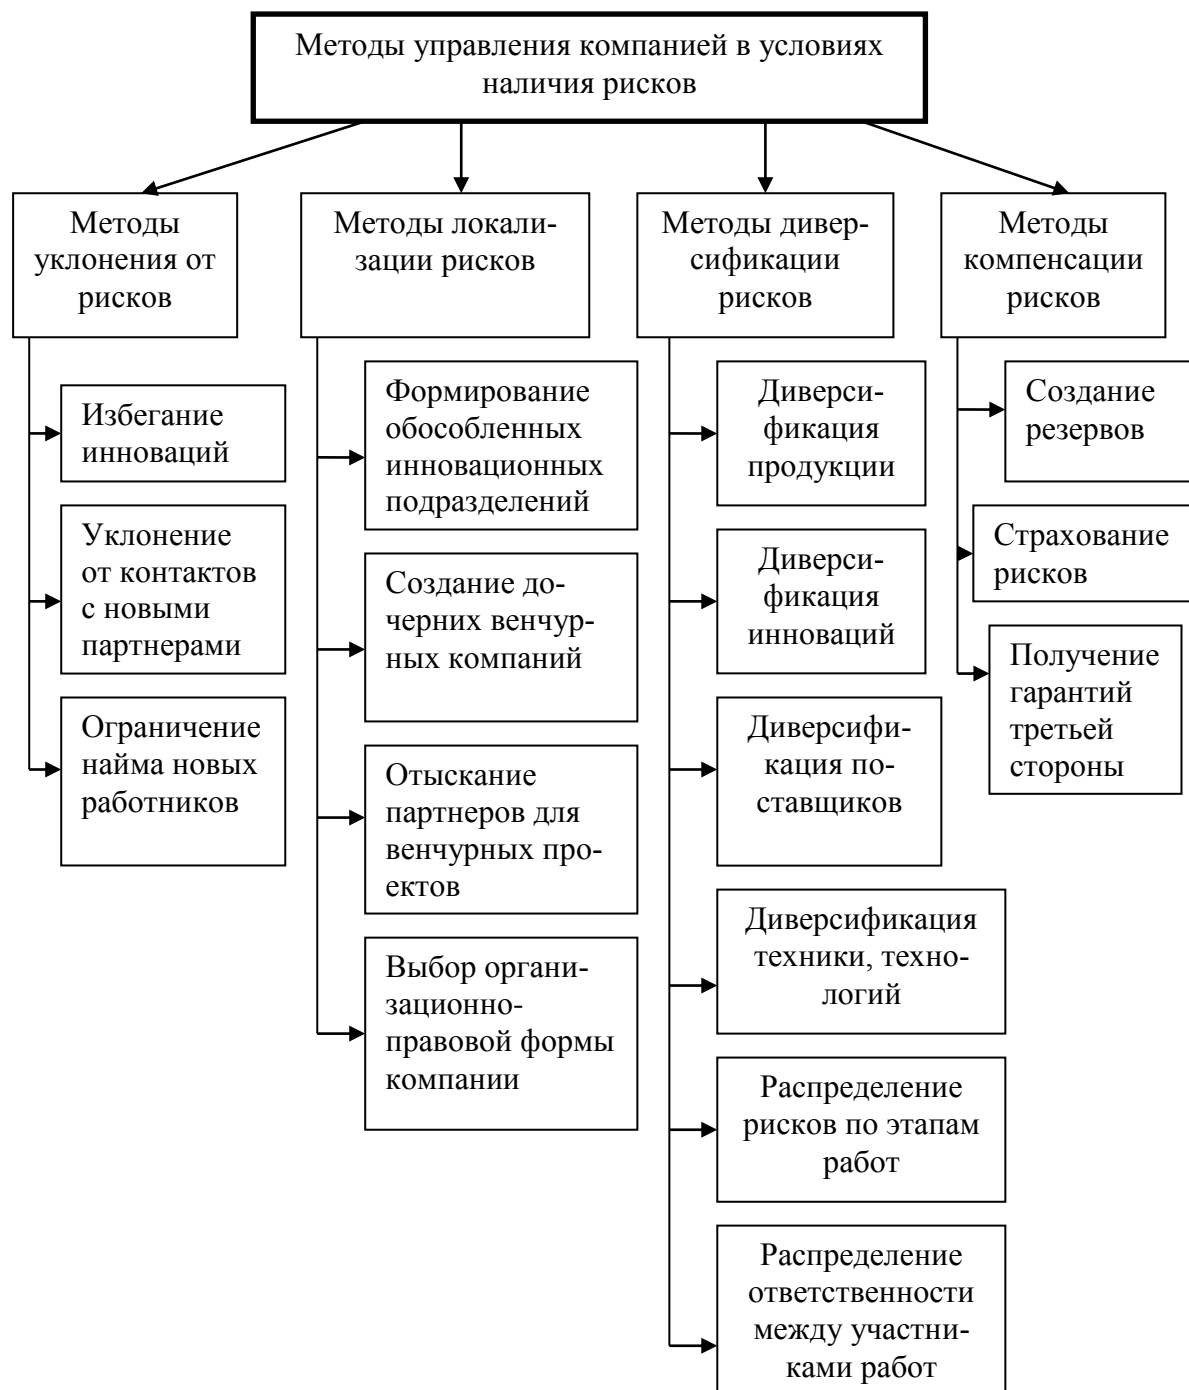 Методы управления компанией в условиях
наличия рисков
Методы
уклонения от
рисков
Избегание
инноваций
Уклонение
от контактов
с новыми
партнерами
Ограничение
найма новых
работников
Методы локали-
зации рисков
Формирование
обособленных
инновационных
подразделений
Создание до-
черних венчур-
ных компаний
Отыскание
партнеров для
венчурных про-
ектов
Выбор органи-
зационно-
правовой формы
компании
Методы дивер-
сификации
рисков
Диверси-
фикация
продукции
Диверси-
фикация
инноваций
Диверсифи-
кация по-
ставщиков
Диверсификация
техники, техно-
логий
Распределение
рисков по этапам
работ
Распределение
ответственности
между участни-
ками работ
Методы
компенсации
рисков
Создание
резервов
Страхование
рисков
Получение
гарантий
третьей
стороны